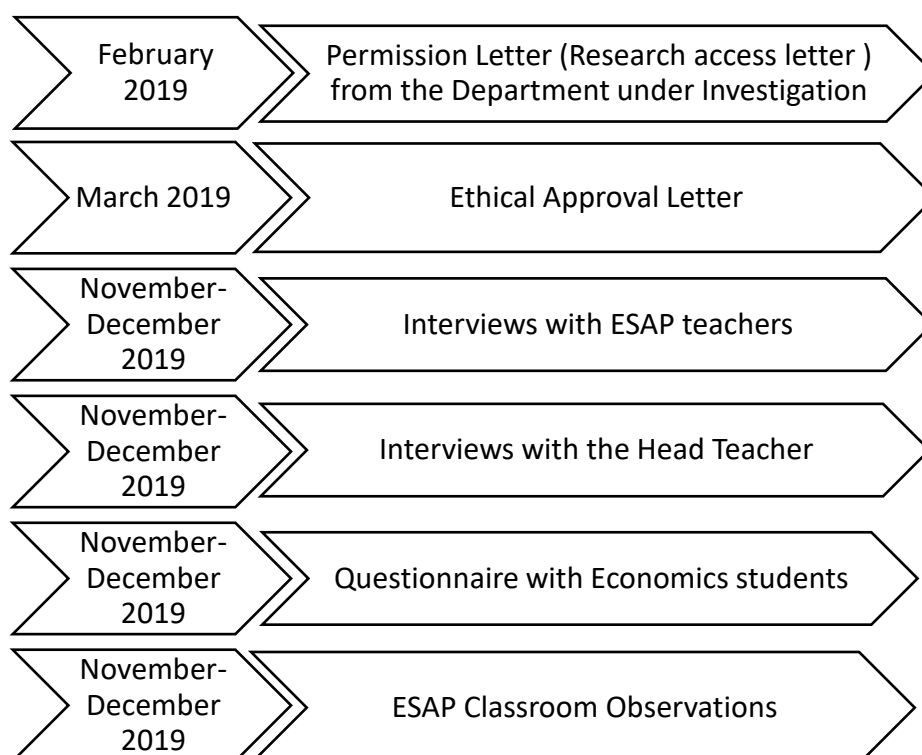 February
2019
Permission Letter (Research access letter )
from the Department under Investigation
March 2019
Ethical Approval Letter
November-
December
2019
Interviews with ESAP teachers
November-
December
2019
Interviews with the Head Teacher
November-
December
2019
Questionnaire with Economics students
November-
December
2019
ESAP Classroom Observations